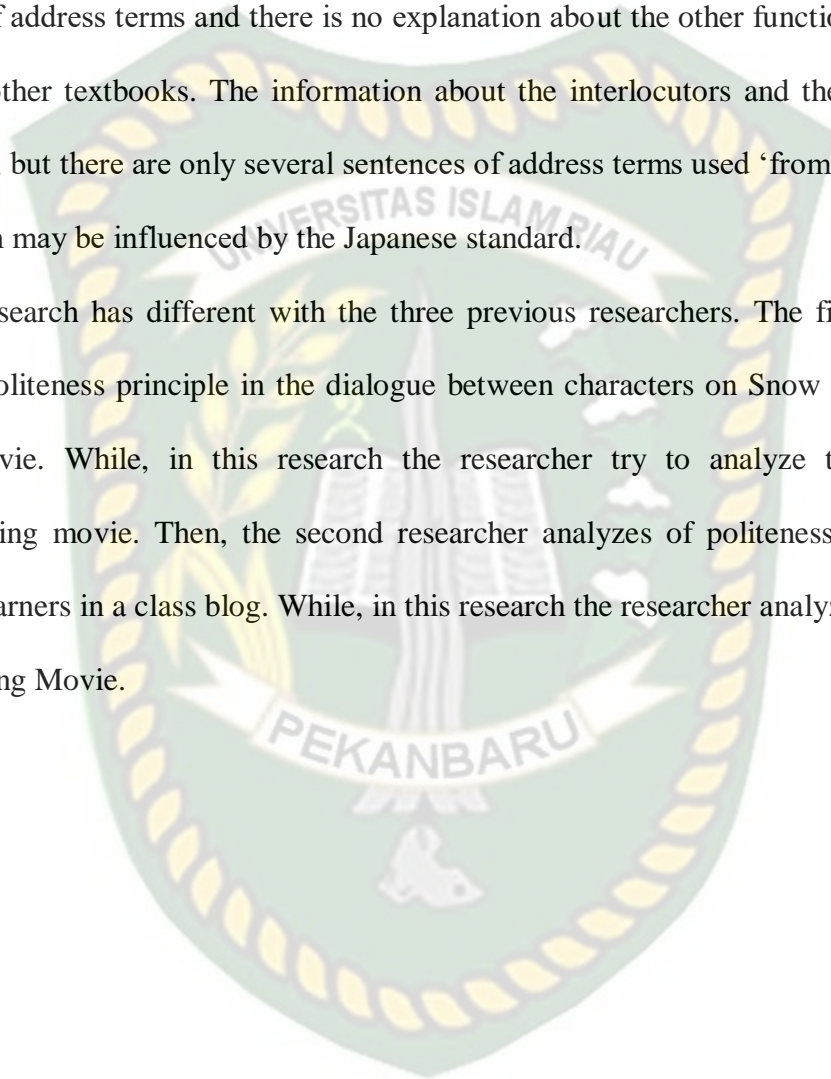 f address terms and there is no explanation about the other functio
ther textbooks. The information about the interlocutors and the
but there are only several sentences of address terms used ‘from
may be influenced by the Japanese standard.
search has different with the three previous researchers. The fi
oliteness principle in the dialogue between characters on Snow
vie. While, in this research the researcher try to analyze t
ing movie. Then, the second researcher analyzes of politeness
arners in a class blog. While, in this research the researcher analyz
ng Movie.
UNIVERSITAS ISLAM RIAU
PEKANBARU